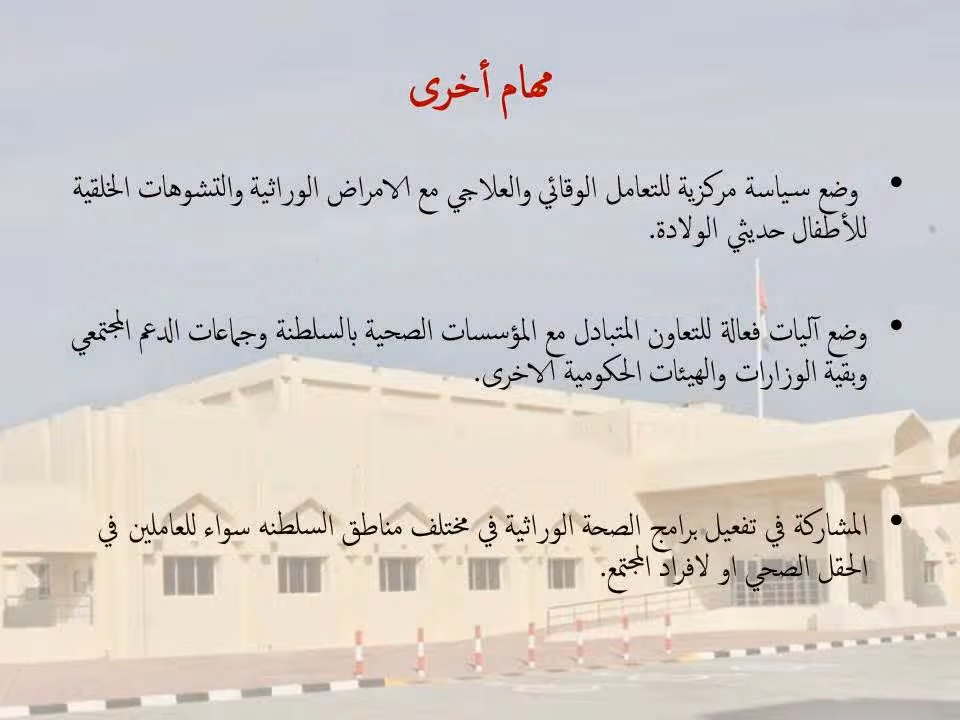 مهام أخرى
• وضع سياسة مركزية للتعامل الوقائي والعلاجي مع الامراض الوراثية والتشوهات الخلقية
للأطفال حديثي الولادة.
• وضع آليات فعالة للتعاون المتبادل مع المؤسسات الصحية بالسلطنة وجماعات الدعم المجتمعي
وبقية الوزارات والهيئات الحكومية الاخرى.
• المشاركة في تفعيل برامج الصحة الوراثية في مختلف مناطق السلطنه سواء للعاملين في
الحقل الصحي او لافراد المجتمع.